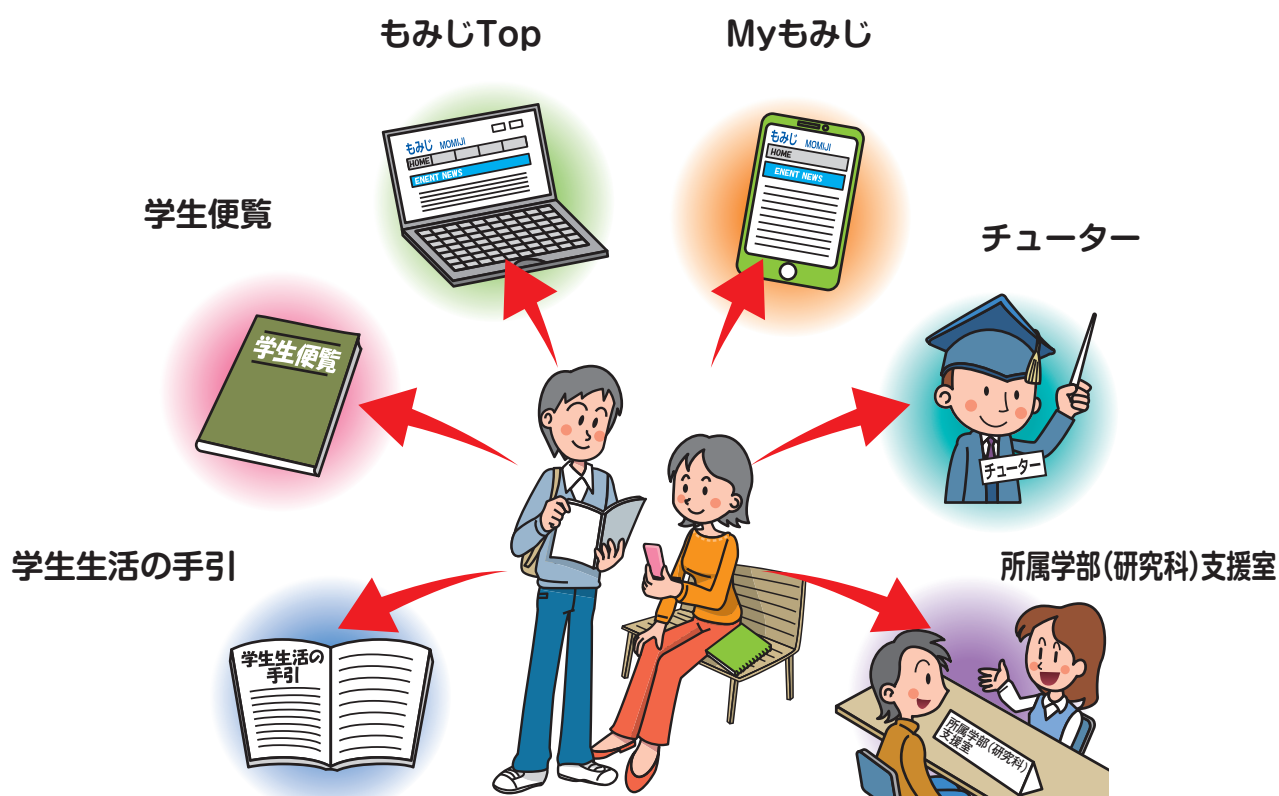 もみじTop
Myもみじ
もみじ MOMIJI
HOME
ENENT NEWS
もみじ MOMIJI
HOME
ENENT NEWS
学生便覧
チューター
学生便覧
チューター
学生生活の手引
所属学部(研究科)支援室
学生生活の
手引
所属学部(研究科)
支援室